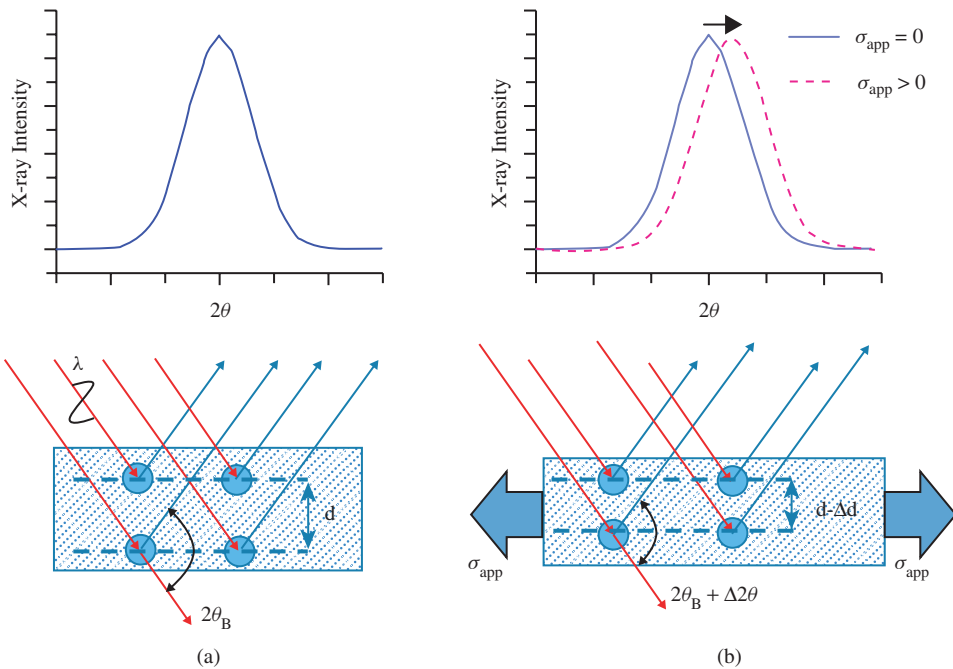 X-ray Intensity
2θ
λ
d
2θ_B
(a)
X-ray Intensity
σ_app = 0
σ_app > 0
2θ
d-Δd
σ_app
σ_app
2θ_B + Δ2θ
(b)